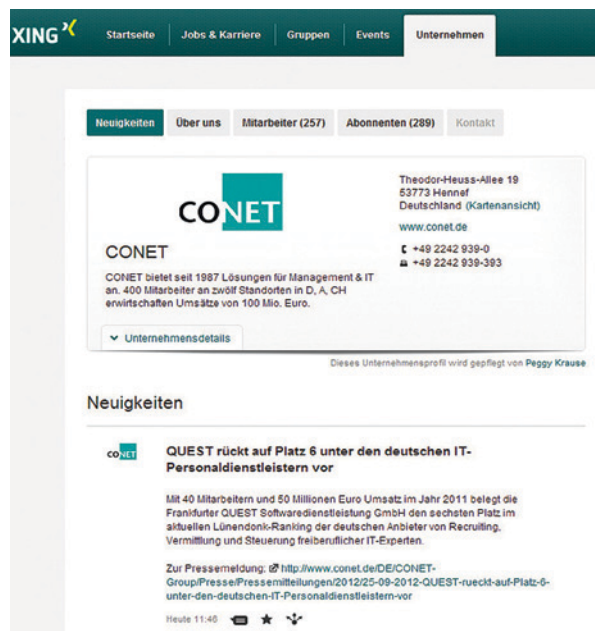 XING
Startseite Jobs & Karriere Gruppen Events Unternehmen
Neuigkeiten Über uns Mitarbeiter (257) Abonnenten (289) Kontakt
CONET
Theodor-Heuss-Allee 19
53773 Hennef
Deutschland (Kartenansicht)
www.conet.de
+49 2242 939-0
+49 2242 939-393
CONET
CONET bietet seit 1987 Lösungen für Management & IT
an. 400 Mitarbeiter an zwölf Standorten in D, A, CH
erwirtschaften Umsätze von 100 Mio. Euro.
Unternehmensdetails
Dieses Unternehmensprofil wird gepflegt von Peggy Krause
Neuigkeiten
CONET
QUEST rückt auf Platz 6 unter den deutschen IT-
Personaldienstleistern vor
Mit 40 Mitarbeitern und 50 Millionen Euro Umsatz im Jahr 2011 belegt die
Frankfurter QUEST Softwaredienstleistung GmbH den sechsten Platz im
aktuellen Lünendonk-Ranking der deutschen Anbieter von Recruiting,
Vermittlung und Steuerung freiberuflicher IT-Experten.
Zur Pressemeldung: http://www.conet.de/DE/CONET-
Group/Presse/Pressemitteilungen/2012/25-09-2012-QUEST-rueckt-auf-Platz-6-
unter-den-deutschen-IT-Personaldienstleistern-vor
Heute 11:46